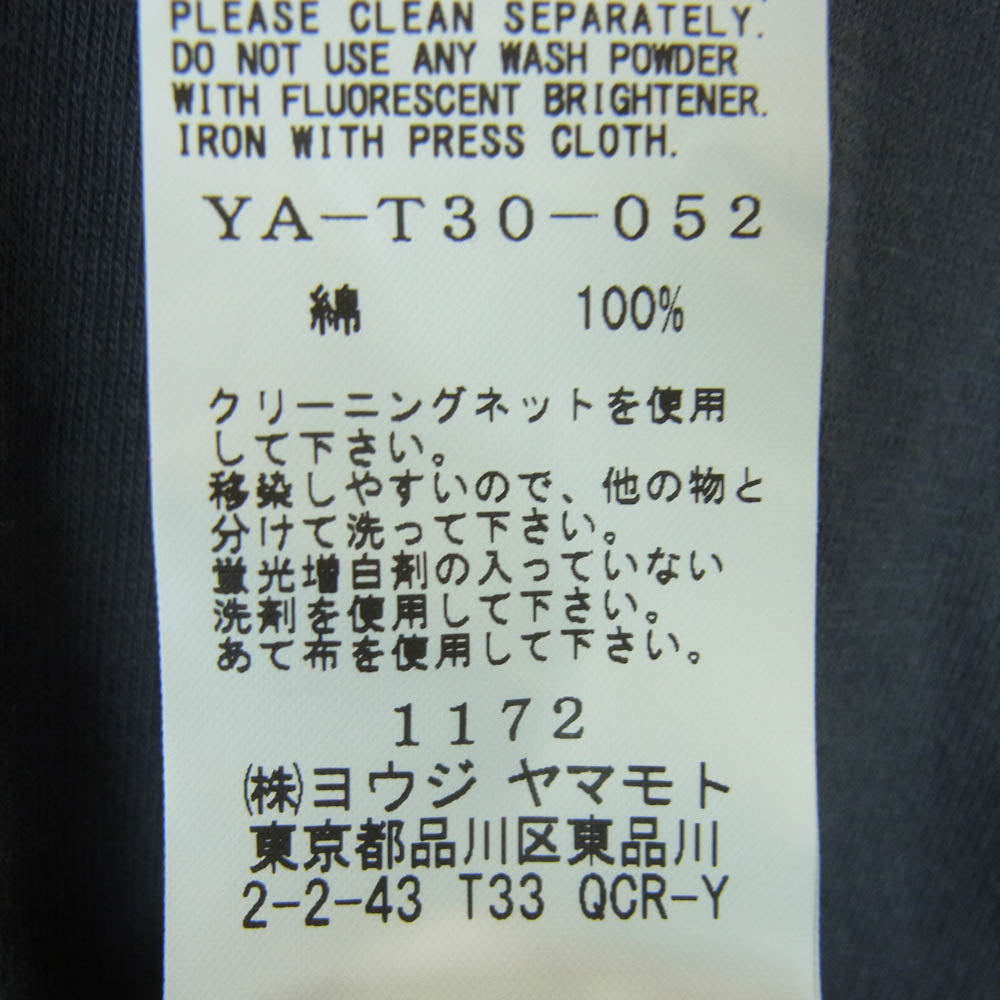 PLEASE CLEAN SEPARATELY.
DO NOT USE ANY WASH POWDER
WITH FLUORESCENT BRIGHTENER.
IRON WITH PRESS CLOTH.
YA-T30-052
綿 100%
クリーニングネットを使用
して下さい。
移染しやすいので、他の物と
分けて洗って下さい。
蛍光増白剤の入っていない
洗剤を使用して下さい。
あて布を使用して下さい。
1172
(株)ヨウジ ヤマモト
東京都品川区東品川
2-2-43 T33 QCR-Y